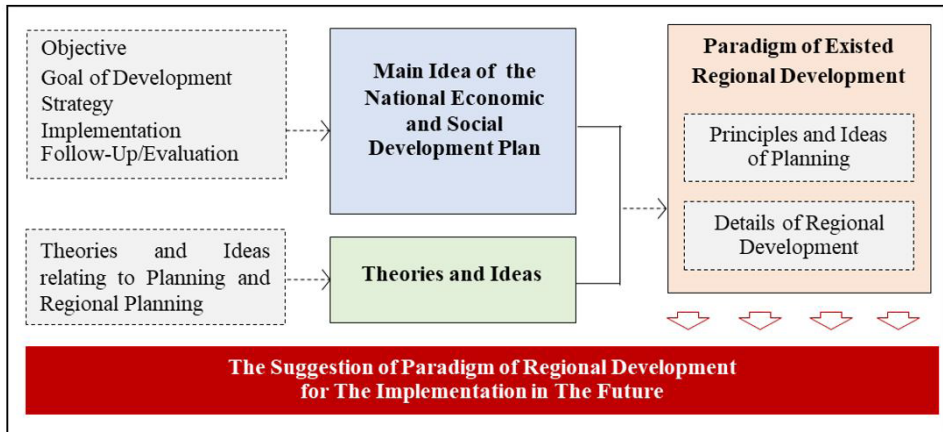 Objective
Goal of Development
Strategy
Implementation
Follow-Up/Evaluation
Main Idea of the
National Economic
and Social
Development Plan
Paradigm of Existed
Regional Development
Principles and Ideas
of Planning
Details of Regional
Development
Theories and Ideas
relating to Planning and
Regional Planning
Theories and Ideas
The Suggestion of Paradigm of Regional Development
for The Implementation in The Future